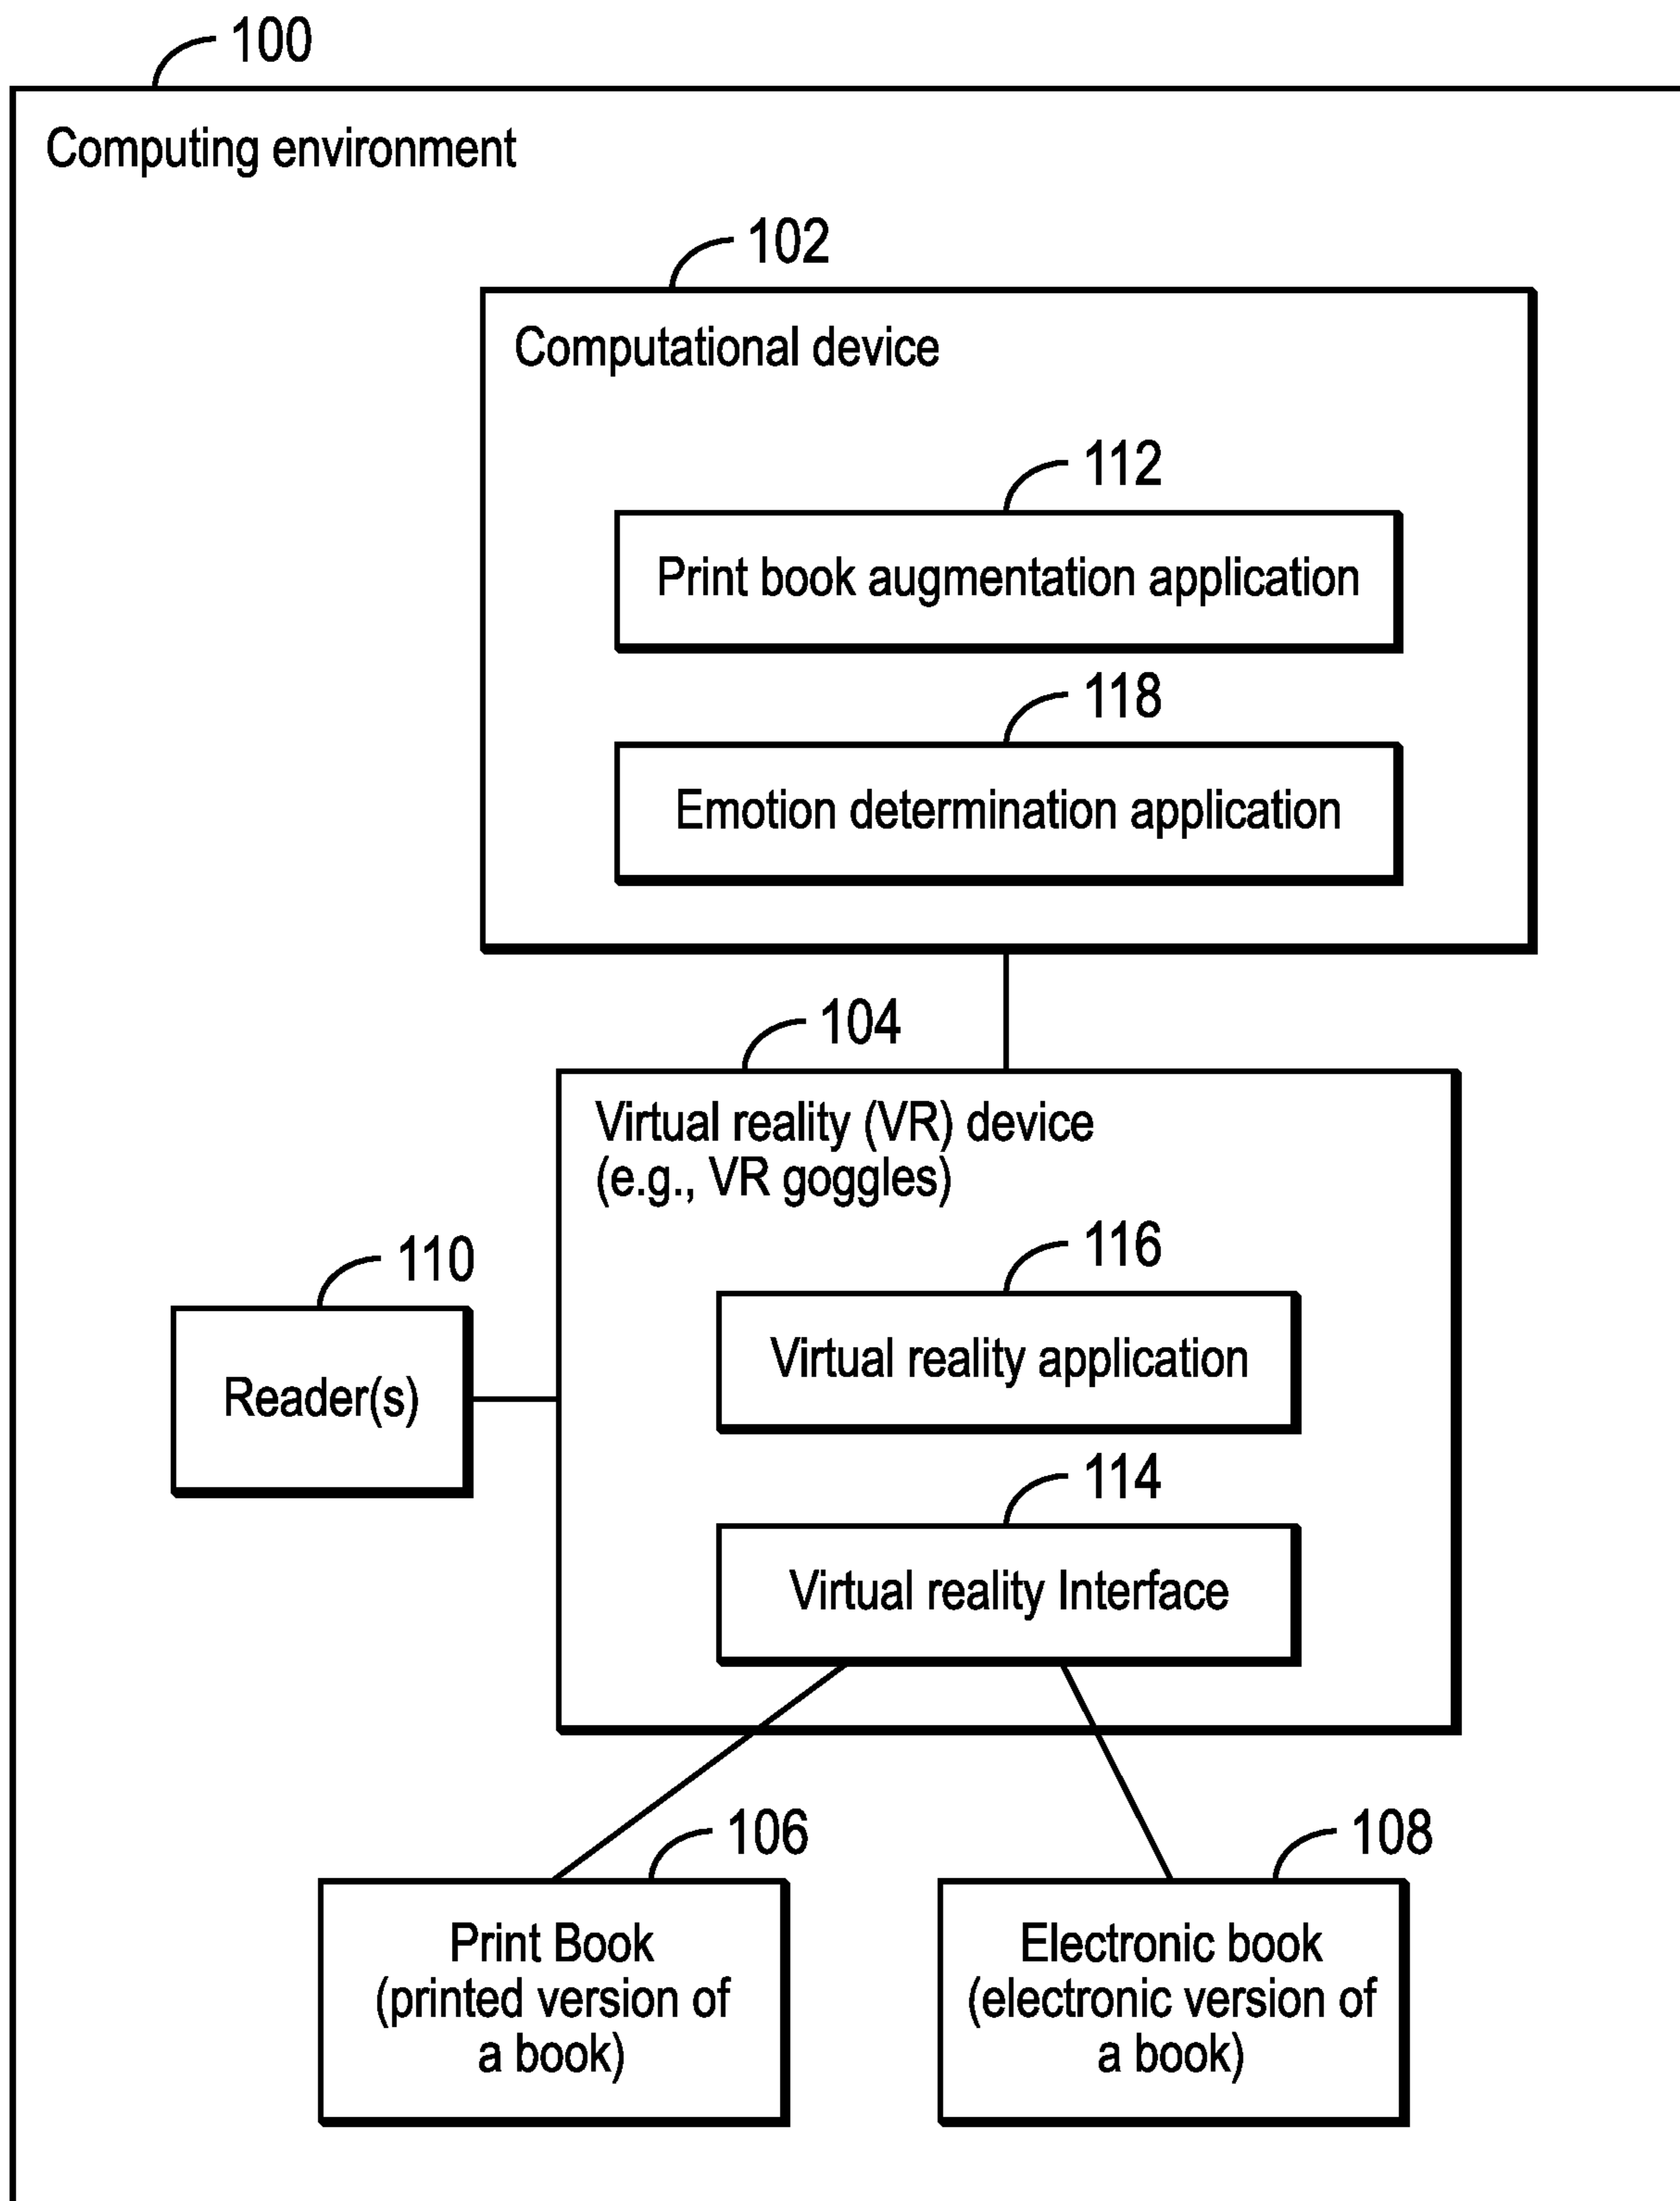 100
Computing environment
102
Computational device
112
Print book augmentation application
118
Emotion determination application
104
Virtual reality (VR) device
(e.g., VR goggles)
116
Virtual reality application
110
Reader(s)
114
Virtual reality Interface
106
Print Book
(printed version of
a book)
108
Electronic book
(electronic version of
a book)